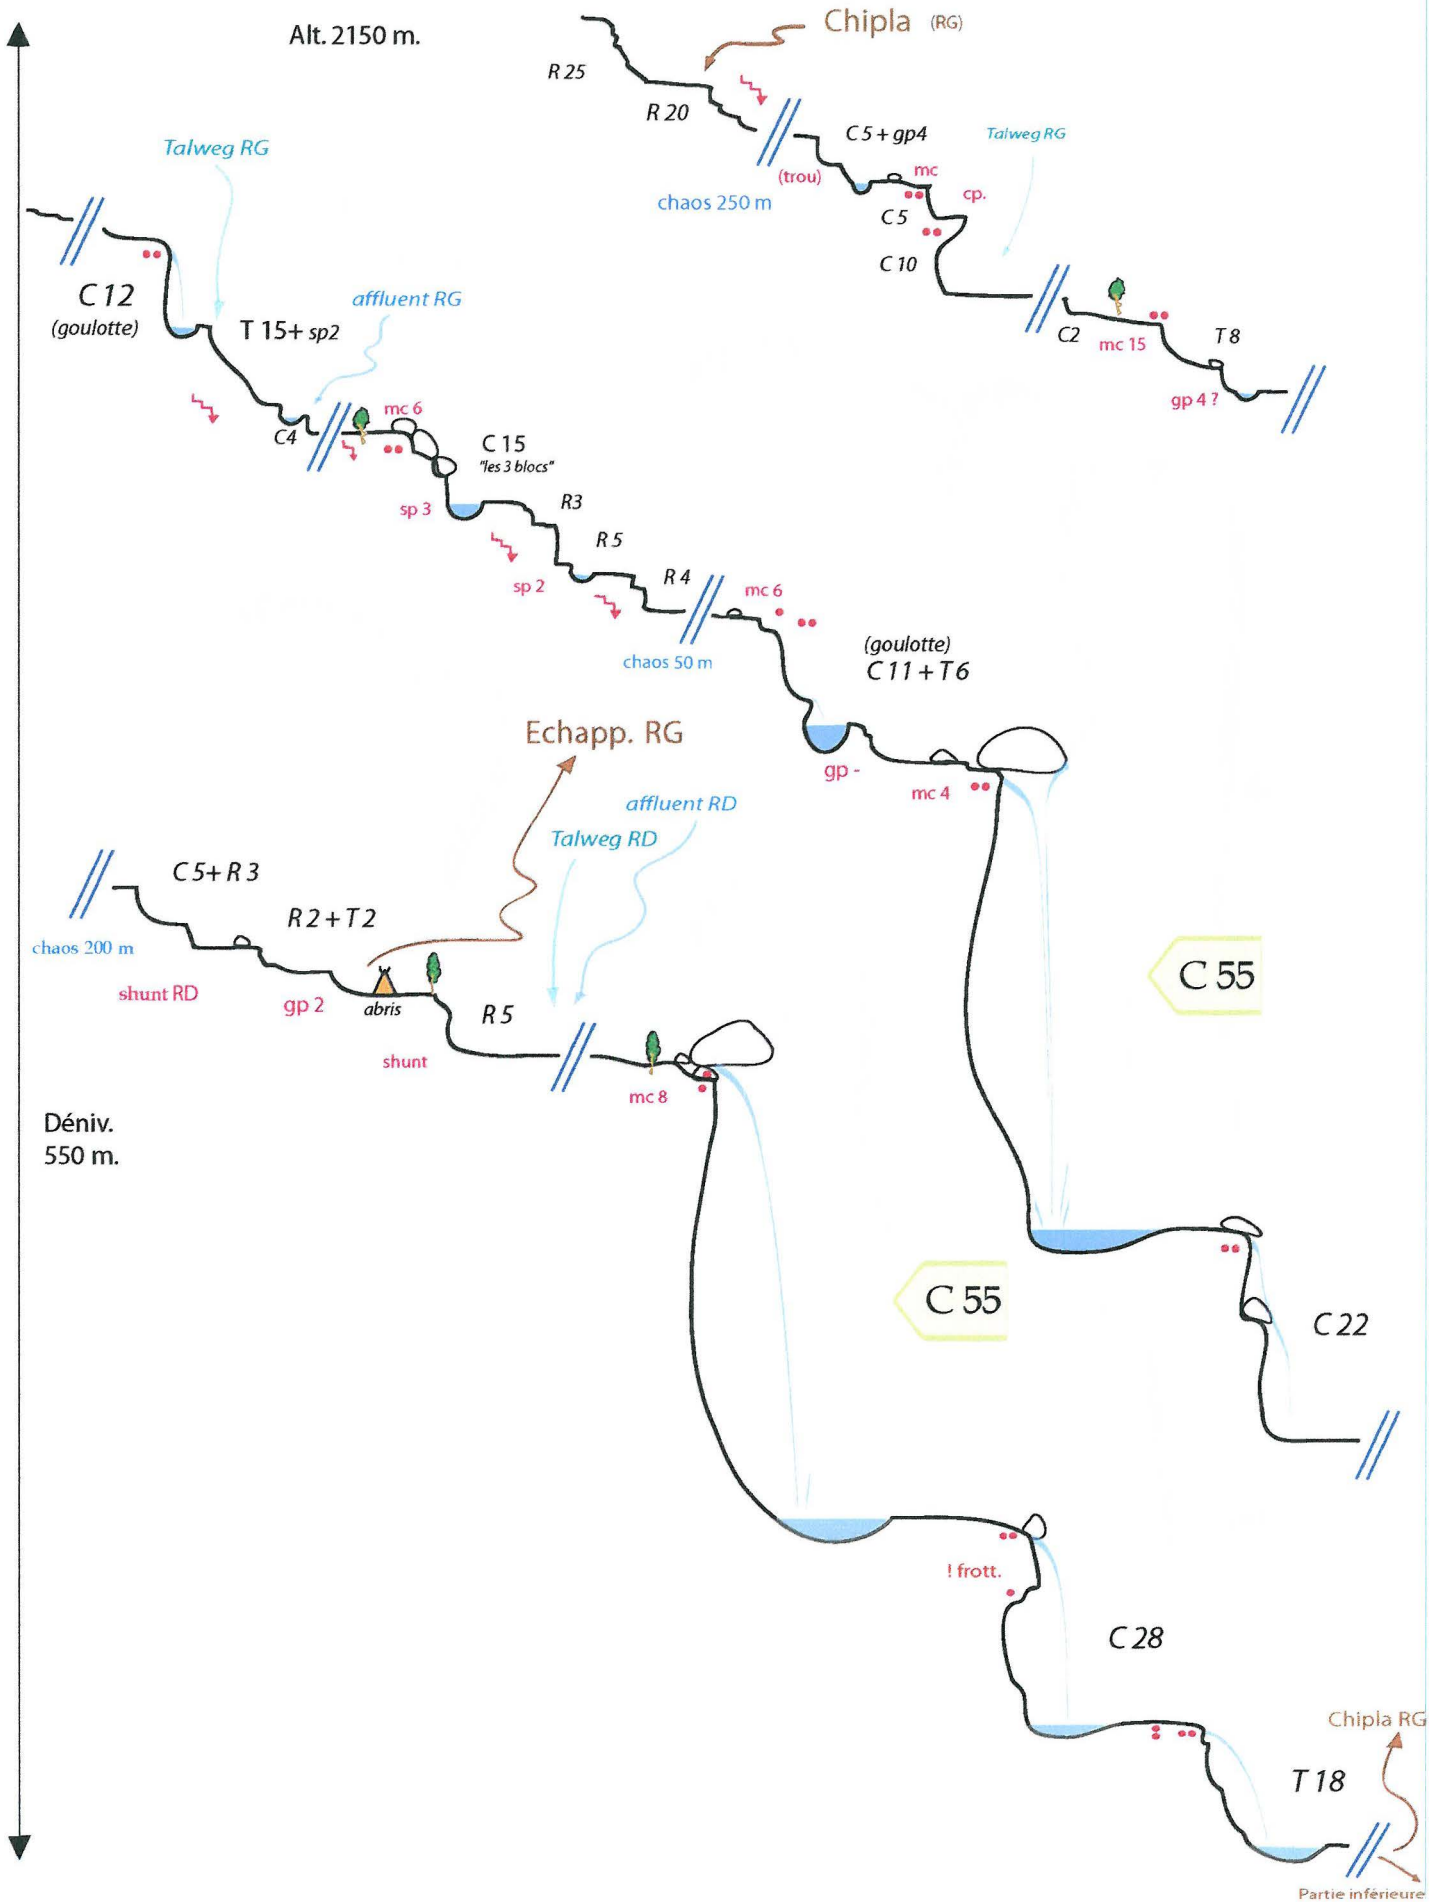 Alt. 2150 m.
Chipla (RG)
R 25
R 20
C 5 + gp4
Talweg RG
(trou)
mc
cp.
chaos 250 m
C 5
C 10
C2
mc 15
T 8
gp 4 ?
Talweg RG
C 12
(goulotte)
T 15+ sp2
affluent RG
C4
mc 6
C 15
"les 3 blocs"
sp 3
R3
R 5
sp 2
R 4
chaos 50 m
mc 6
(goulotte)
C 11 + T 6
gp -
mc 4
C 55
C 22
Echapp. RG
affluent RD
Talweg RD
C 5+ R 3
R 2 + T 2
chaos 200 m
shunt RD
gp 2
abris
R 5
shunt
mc 8
Déniv.
550 m.
C 55
! frott.
C 28
Chipla RG
T 18
Partie inférieure